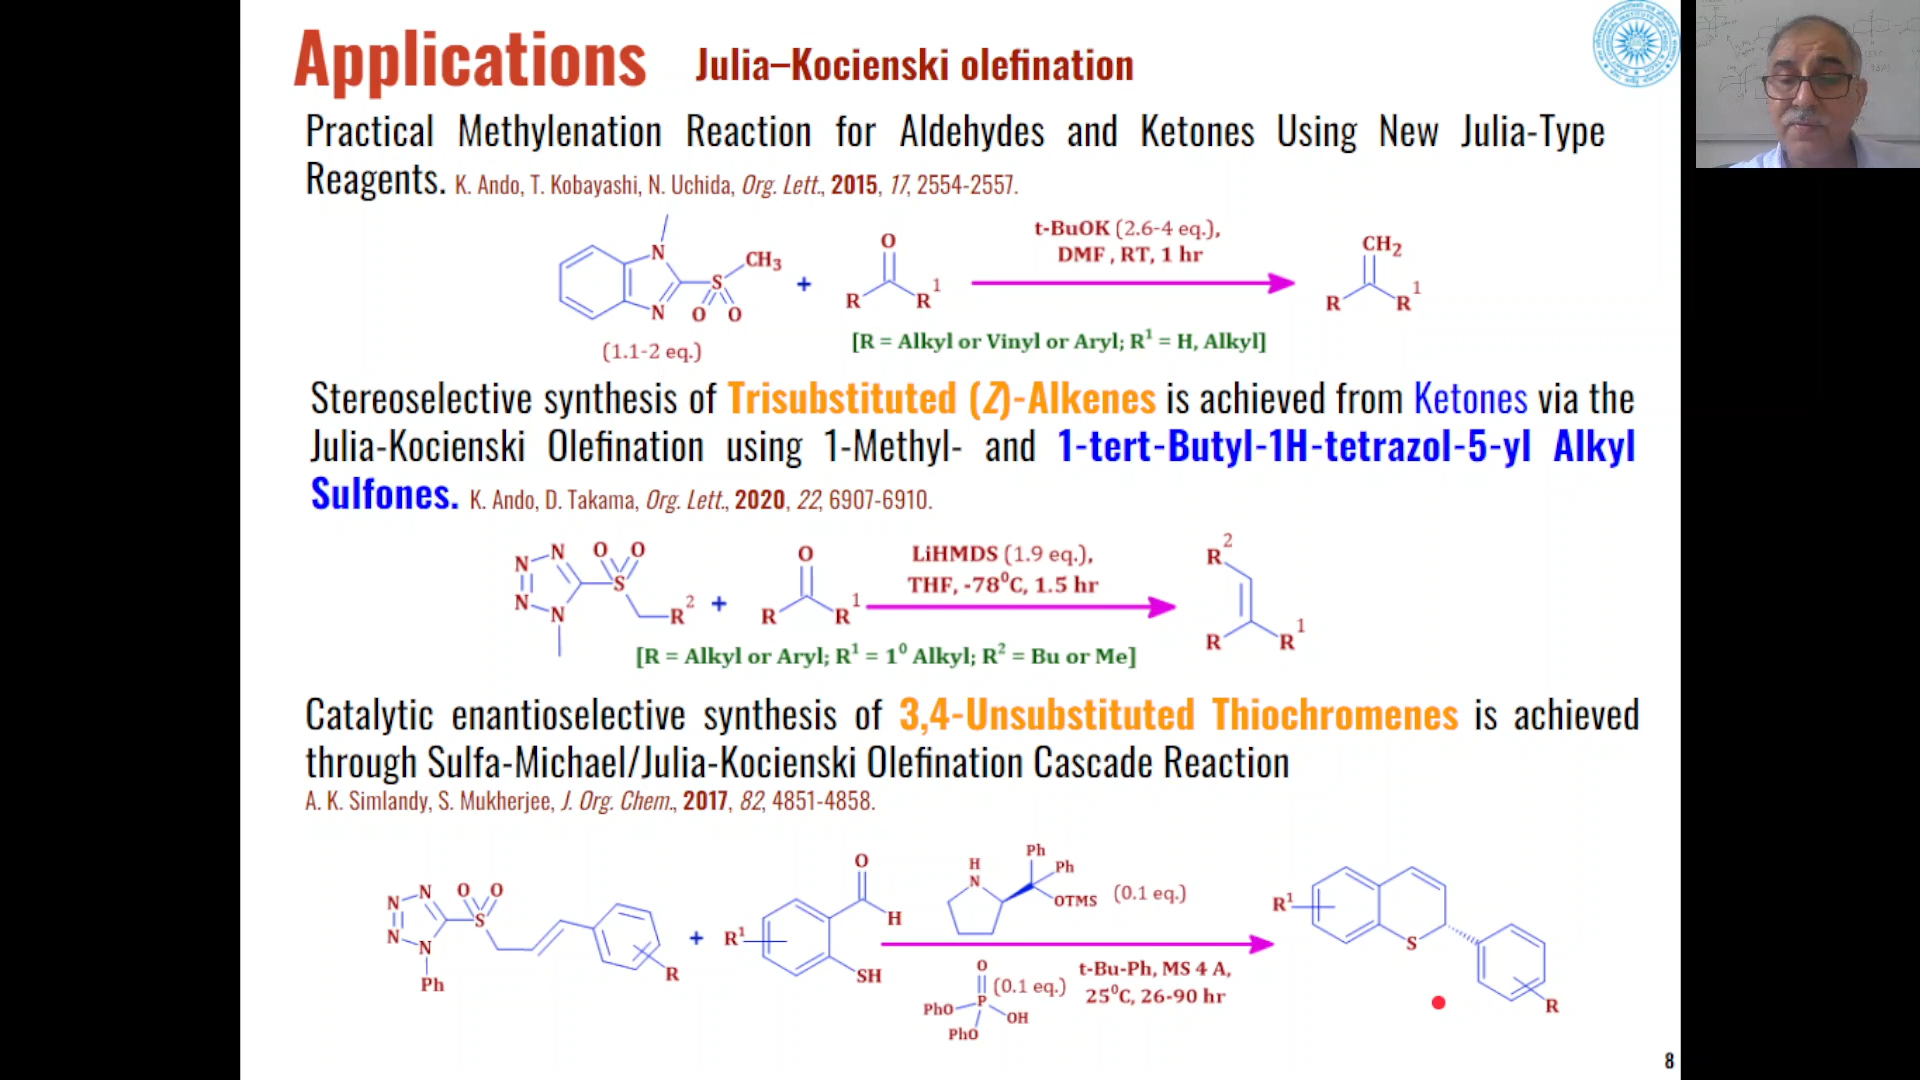 Applications Julia–Kocienski olefination
Practical Methylenation Reaction for Aldehydes and Ketones Using New Julia-Type
Reagents. K. Ando, T. Kobayashi, N. Uchida, Org. Lett., 2015, 17, 2554-2557.
N
N
S
O O
CH3
(1.1-2 eq.)
+
O
R R1
t-BuOK (2.6-4 eq.),
DMF , RT, 1 hr
CH2
R R1
[R = Alkyl or Vinyl or Aryl; R1 = H, Alkyl]
Stereoselective synthesis of Trisubstituted (Z)-Alkenes is achieved from Ketones via the
Julia-Kocienski Olefination using 1-Methyl- and 1-tert-Butyl-1H-tetrazol-5-yl Alkyl
Sulfones. K. Ando, D. Takama, Org. Lett., 2020, 22, 6907-6910.
N N
N N
O O
S
R2
+
O
R R1
LiHMDS (1.9 eq.),
THF, -78⁰C, 1.5 hr
R2
R R1
[R = Alkyl or Aryl; R1 = 1⁰ Alkyl; R2 = Bu or Me]
Catalytic enantioselective synthesis of 3,4-Unsubstituted Thiochromenes is achieved
through Sulfa-Michael/Julia-Kocienski Olefination Cascade Reaction
A. K. Simlandy, S. Mukherjee, J. Org. Chem., 2017, 82, 4851-4858.
N N
N N
Ph
O O
S
R
+
R1
O
H
SH
H
N
Ph
Ph
OTMS (0.1 eq.)
O
(0.1 eq.)
PhO P OH
PhO
t-Bu-Ph, MS 4 A,
25⁰C, 26-90 hr
R1
S
R
8